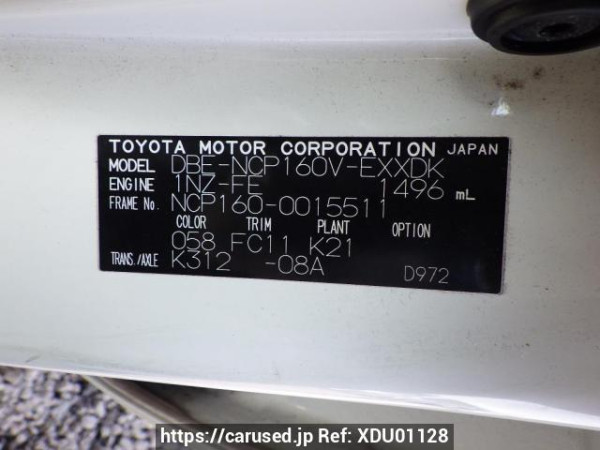 TOYOTA MOTOR CORPORATION JAPAN
MODEL DBE-NCP160V-EXXDK
ENGINE 1NZ-FE 1496 mL
FRAME No. NCP160-0015511
COLOR TRIM PLANT OPTION
058 FC11 K21
TRANS./AXLE K312 -08A D972
https://carused.jp Ref: XDU01128